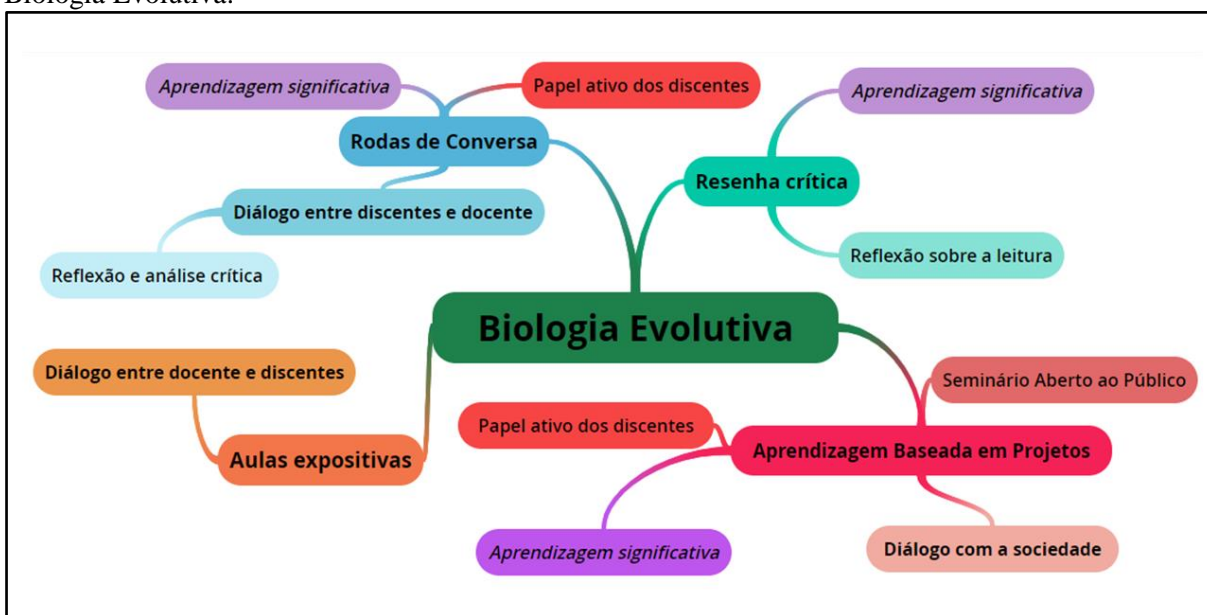 Biologia Evolutiva.
Aprendizagem significativa
Papel ativo dos discentes
Rodas de Conversa
Diálogo entre discentes e docente
Reflexão e análise crítica
Aprendizagem significativa
Resenha crítica
Reflexão sobre a leitura
Biologia Evolutiva
Diálogo entre docente e discentes
Aulas expositivas
Seminário Aberto ao Público
Papel ativo dos discentes
Aprendizagem Baseada em Projetos
Aprendizagem significativa
Diálogo com a sociedade